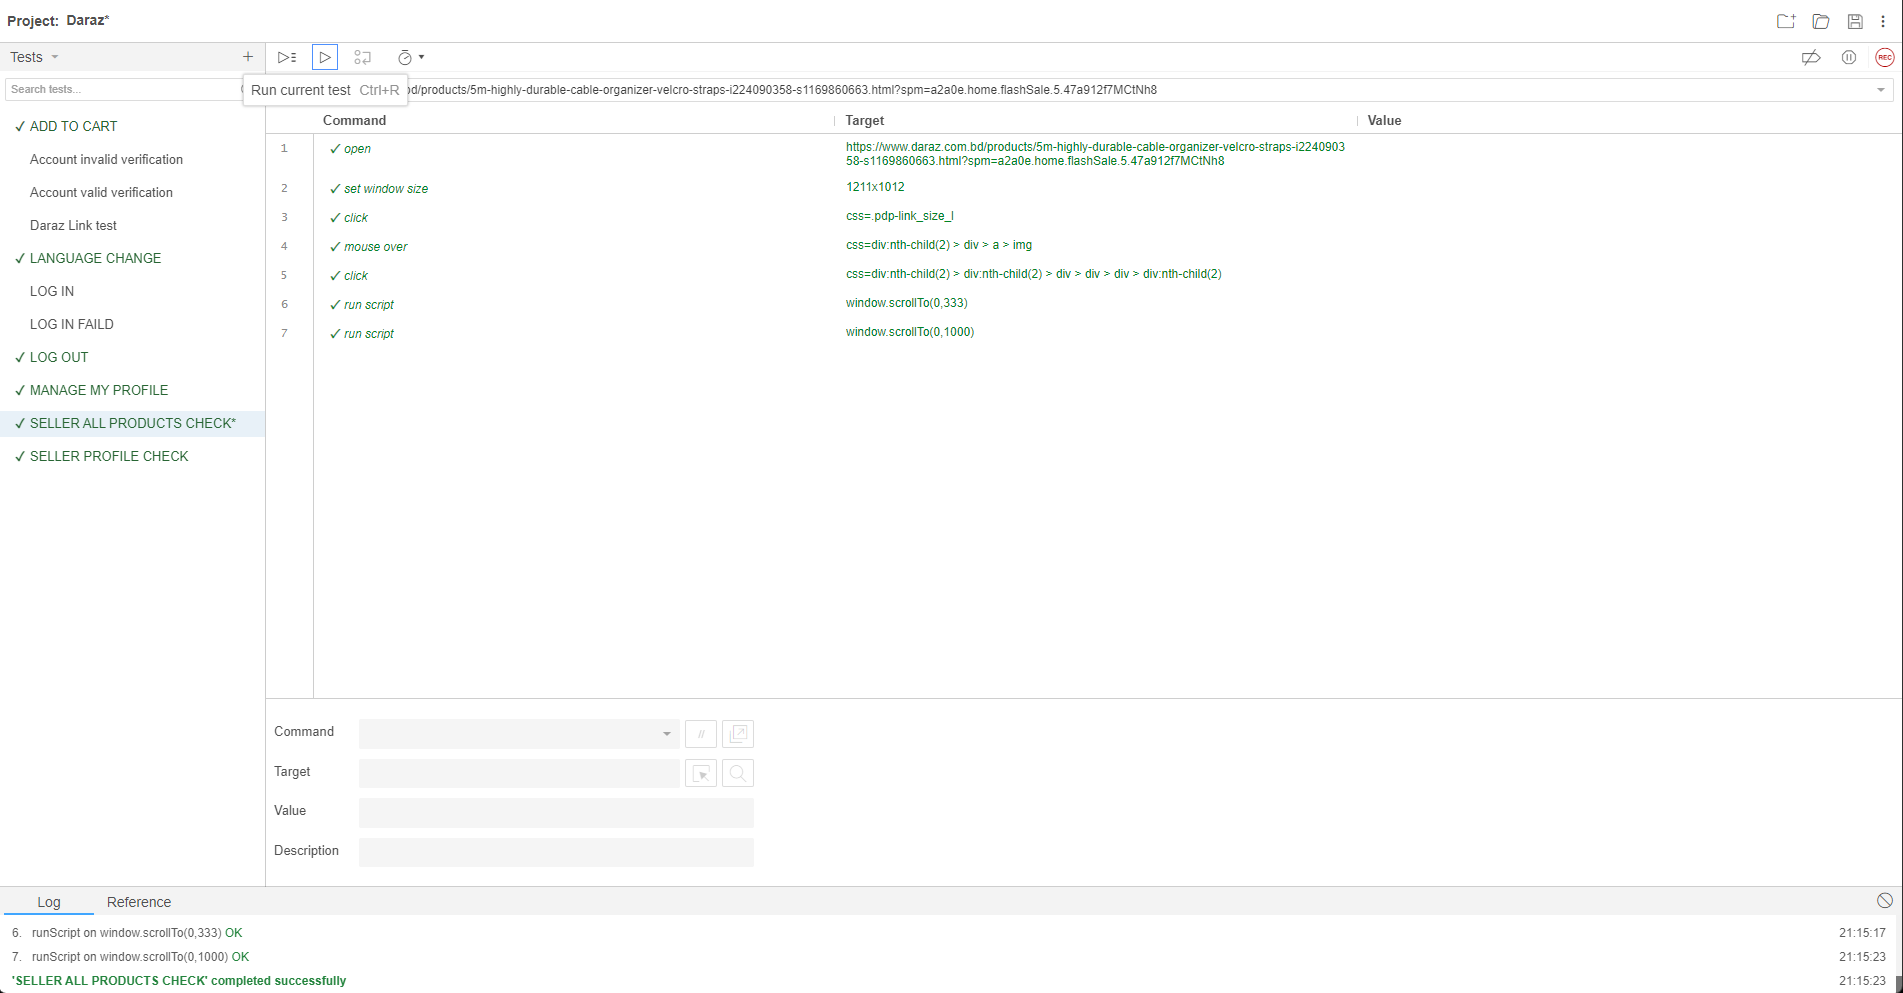 Project: Daraz*
Tests
Search tests...
Run current test Ctrl+R
d/products/5m-highly-durable-cable-organizer-velcro-straps-i224090358-s1169860663.html?spm=a2a0e.home.flashSale.5.47a912f7MCtNh8
REC
✓ ADD TO CART
Account invalid verification
Account valid verification
Daraz Link test
✓ LANGUAGE CHANGE
LOG IN
LOG IN FAILD
✓ LOG OUT
✓ MANAGE MY PROFILE
✓ SELLER ALL PRODUCTS CHECK*
✓ SELLER PROFILE CHECK
Command Target Value
1 ✓ open https://www.daraz.com.bd/products/5m-highly-durable-cable-organizer-velcro-straps-i2240903
58-s1169860663.html?spm=a2a0e.home.flashSale.5.47a912f7MCtNh8
2 ✓ set window size 1211x1012
3 ✓ click css=.pdp-link_size_l
4 ✓ mouse over css=div:nth-child(2) > div > a > img
5 ✓ click css=div:nth-child(2) > div:nth-child(2) > div > div > div > div:nth-child(2)
6 ✓ run script window.scrollTo(0,333)
7 ✓ run script window.scrollTo(0,1000)
Command //
Target
Value
Description
Log Reference
6. runScript on window.scrollTo(0,333) OK 21:15:17
7. runScript on window.scrollTo(0,1000) OK 21:15:23
'SELLER ALL PRODUCTS CHECK' completed successfully 21:15:23